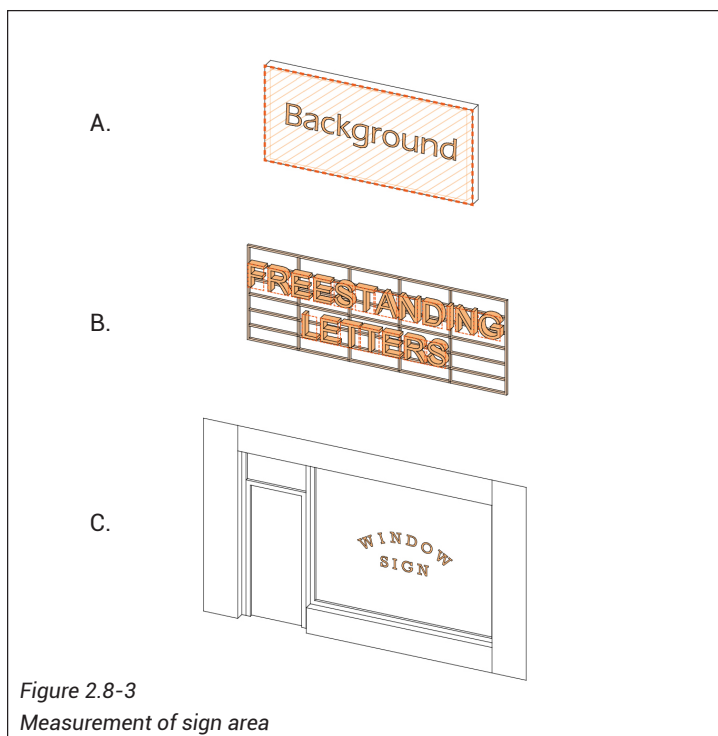 A.
Background
B.
FREESTANDING
LETTERS
C.
WINDOW
SIGN
Figure 2.8-3
Measurement of sign area